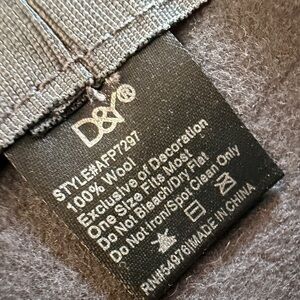 D&Y®
STYLE#AFP7297
100% Wool
Exclusive of Decoration
One Size Fits Most
Do Not Bleach/Dry Flat
Do Not Iron/Spot Clean Only
RN#54976|MADE IN CHINA